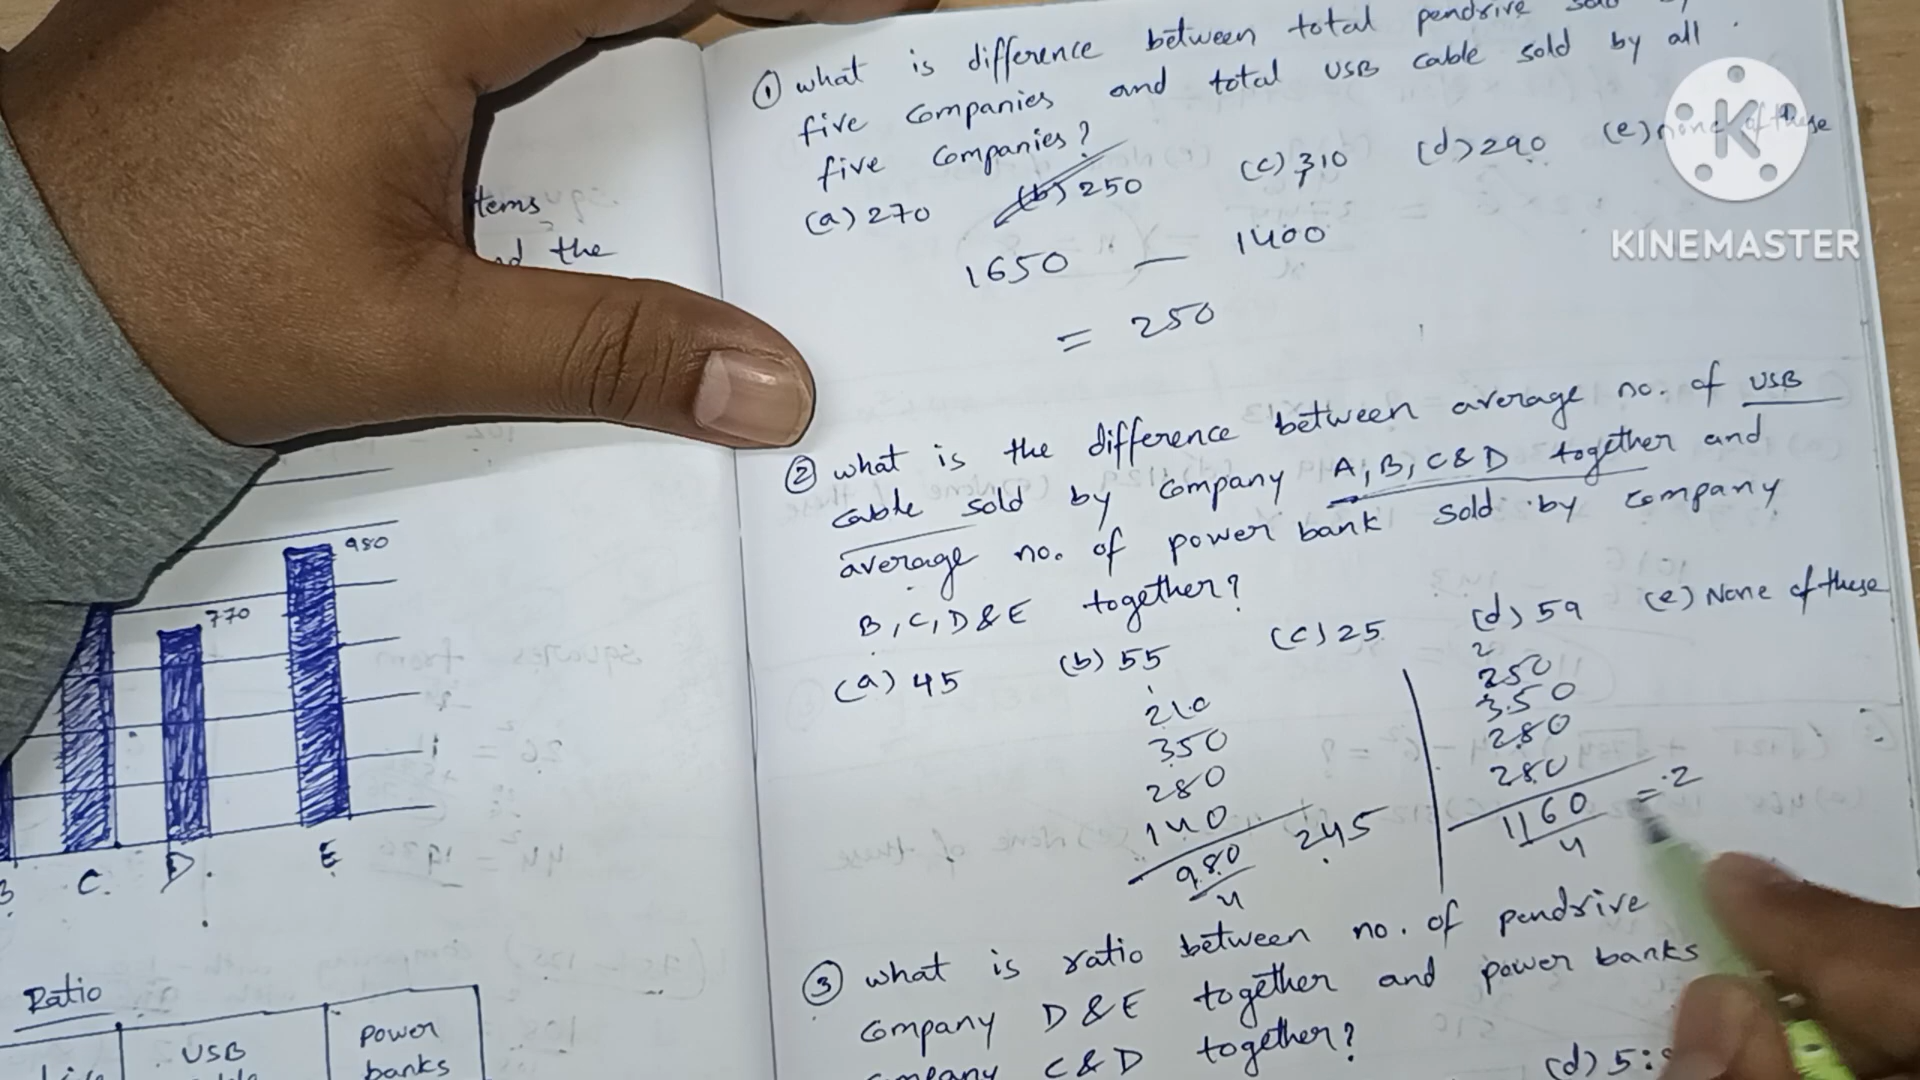 tems
the
980
770
C.
D.
E
Ratio
USB
Power
banks
① what is difference between total pendrive
five companies and total USB cable sold by all
five companies?
(a) 270 (b) 250 (c) 310 (d) 290 (e) none of these
1650 — 1400
= 250
② what is the difference between average no. of USB
cable sold by company A, B, C & D together and
average no. of power bank sold by company
B, C, D & E together?
(a) 45 (b) 55 (c) 25 (d) 59 (e) None of these
210
350
280
140
980 245
4
2
250
350
280
280
1160 = 2
4
③ what is ratio between no. of pendrive
company D & E together and power banks
C & D together?
(d) 5:
K
KINEMASTER